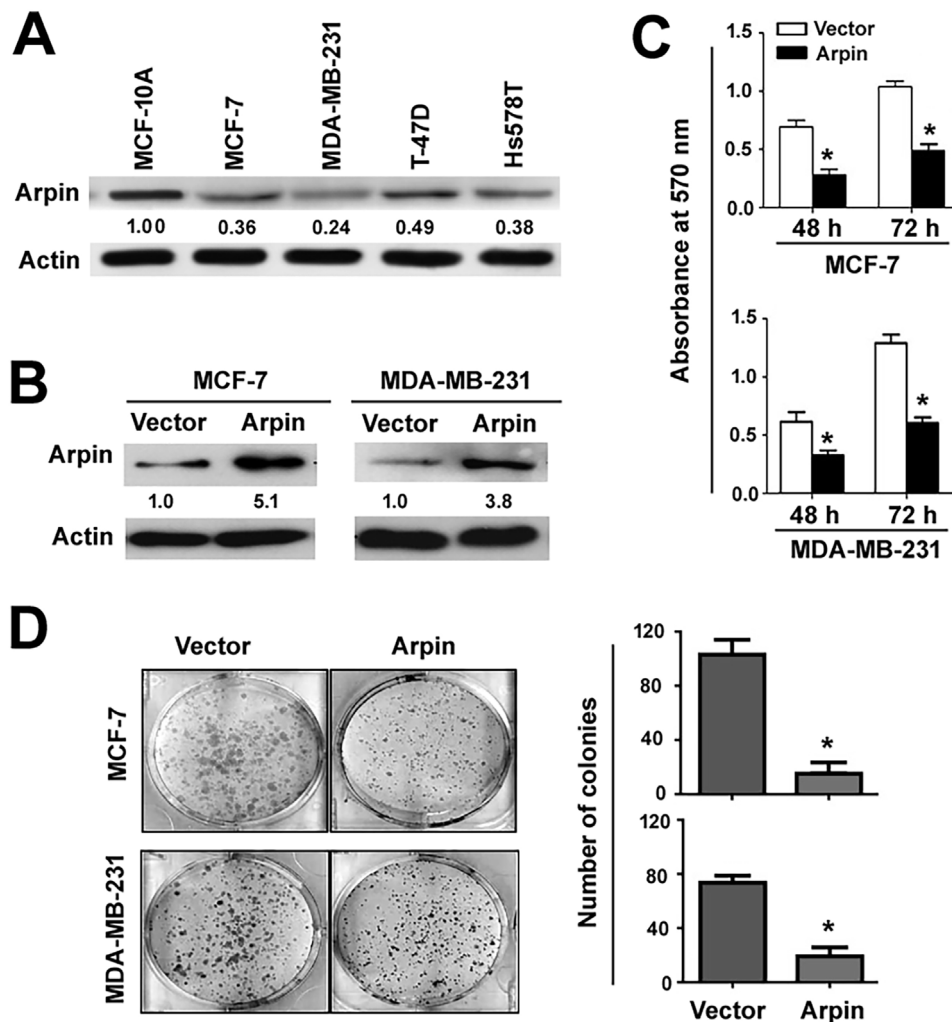 A
MCF-10A
MCF-7
MDA-MB-231
T-47D
Hs578T
Arpin
1.00 0.36 0.24 0.49 0.38
Actin
B
MCF-7 MDA-MB-231
Vector Arpin Vector Arpin
Arpin
1.0 5.1 1.0 3.8
Actin
C
Absorbance at 570 nm
Vector
Arpin
1.5
1.0
0.5
0.0
* *
48 h 72 h
MCF-7
1.5
1.0
0.5
0.0
* *
48 h 72 h
MDA-MB-231
D
Vector Arpin
MCF-7
MDA-MB-231
Number of colonies
120
80
40
0
*
120
80
40
0
*
Vector Arpin